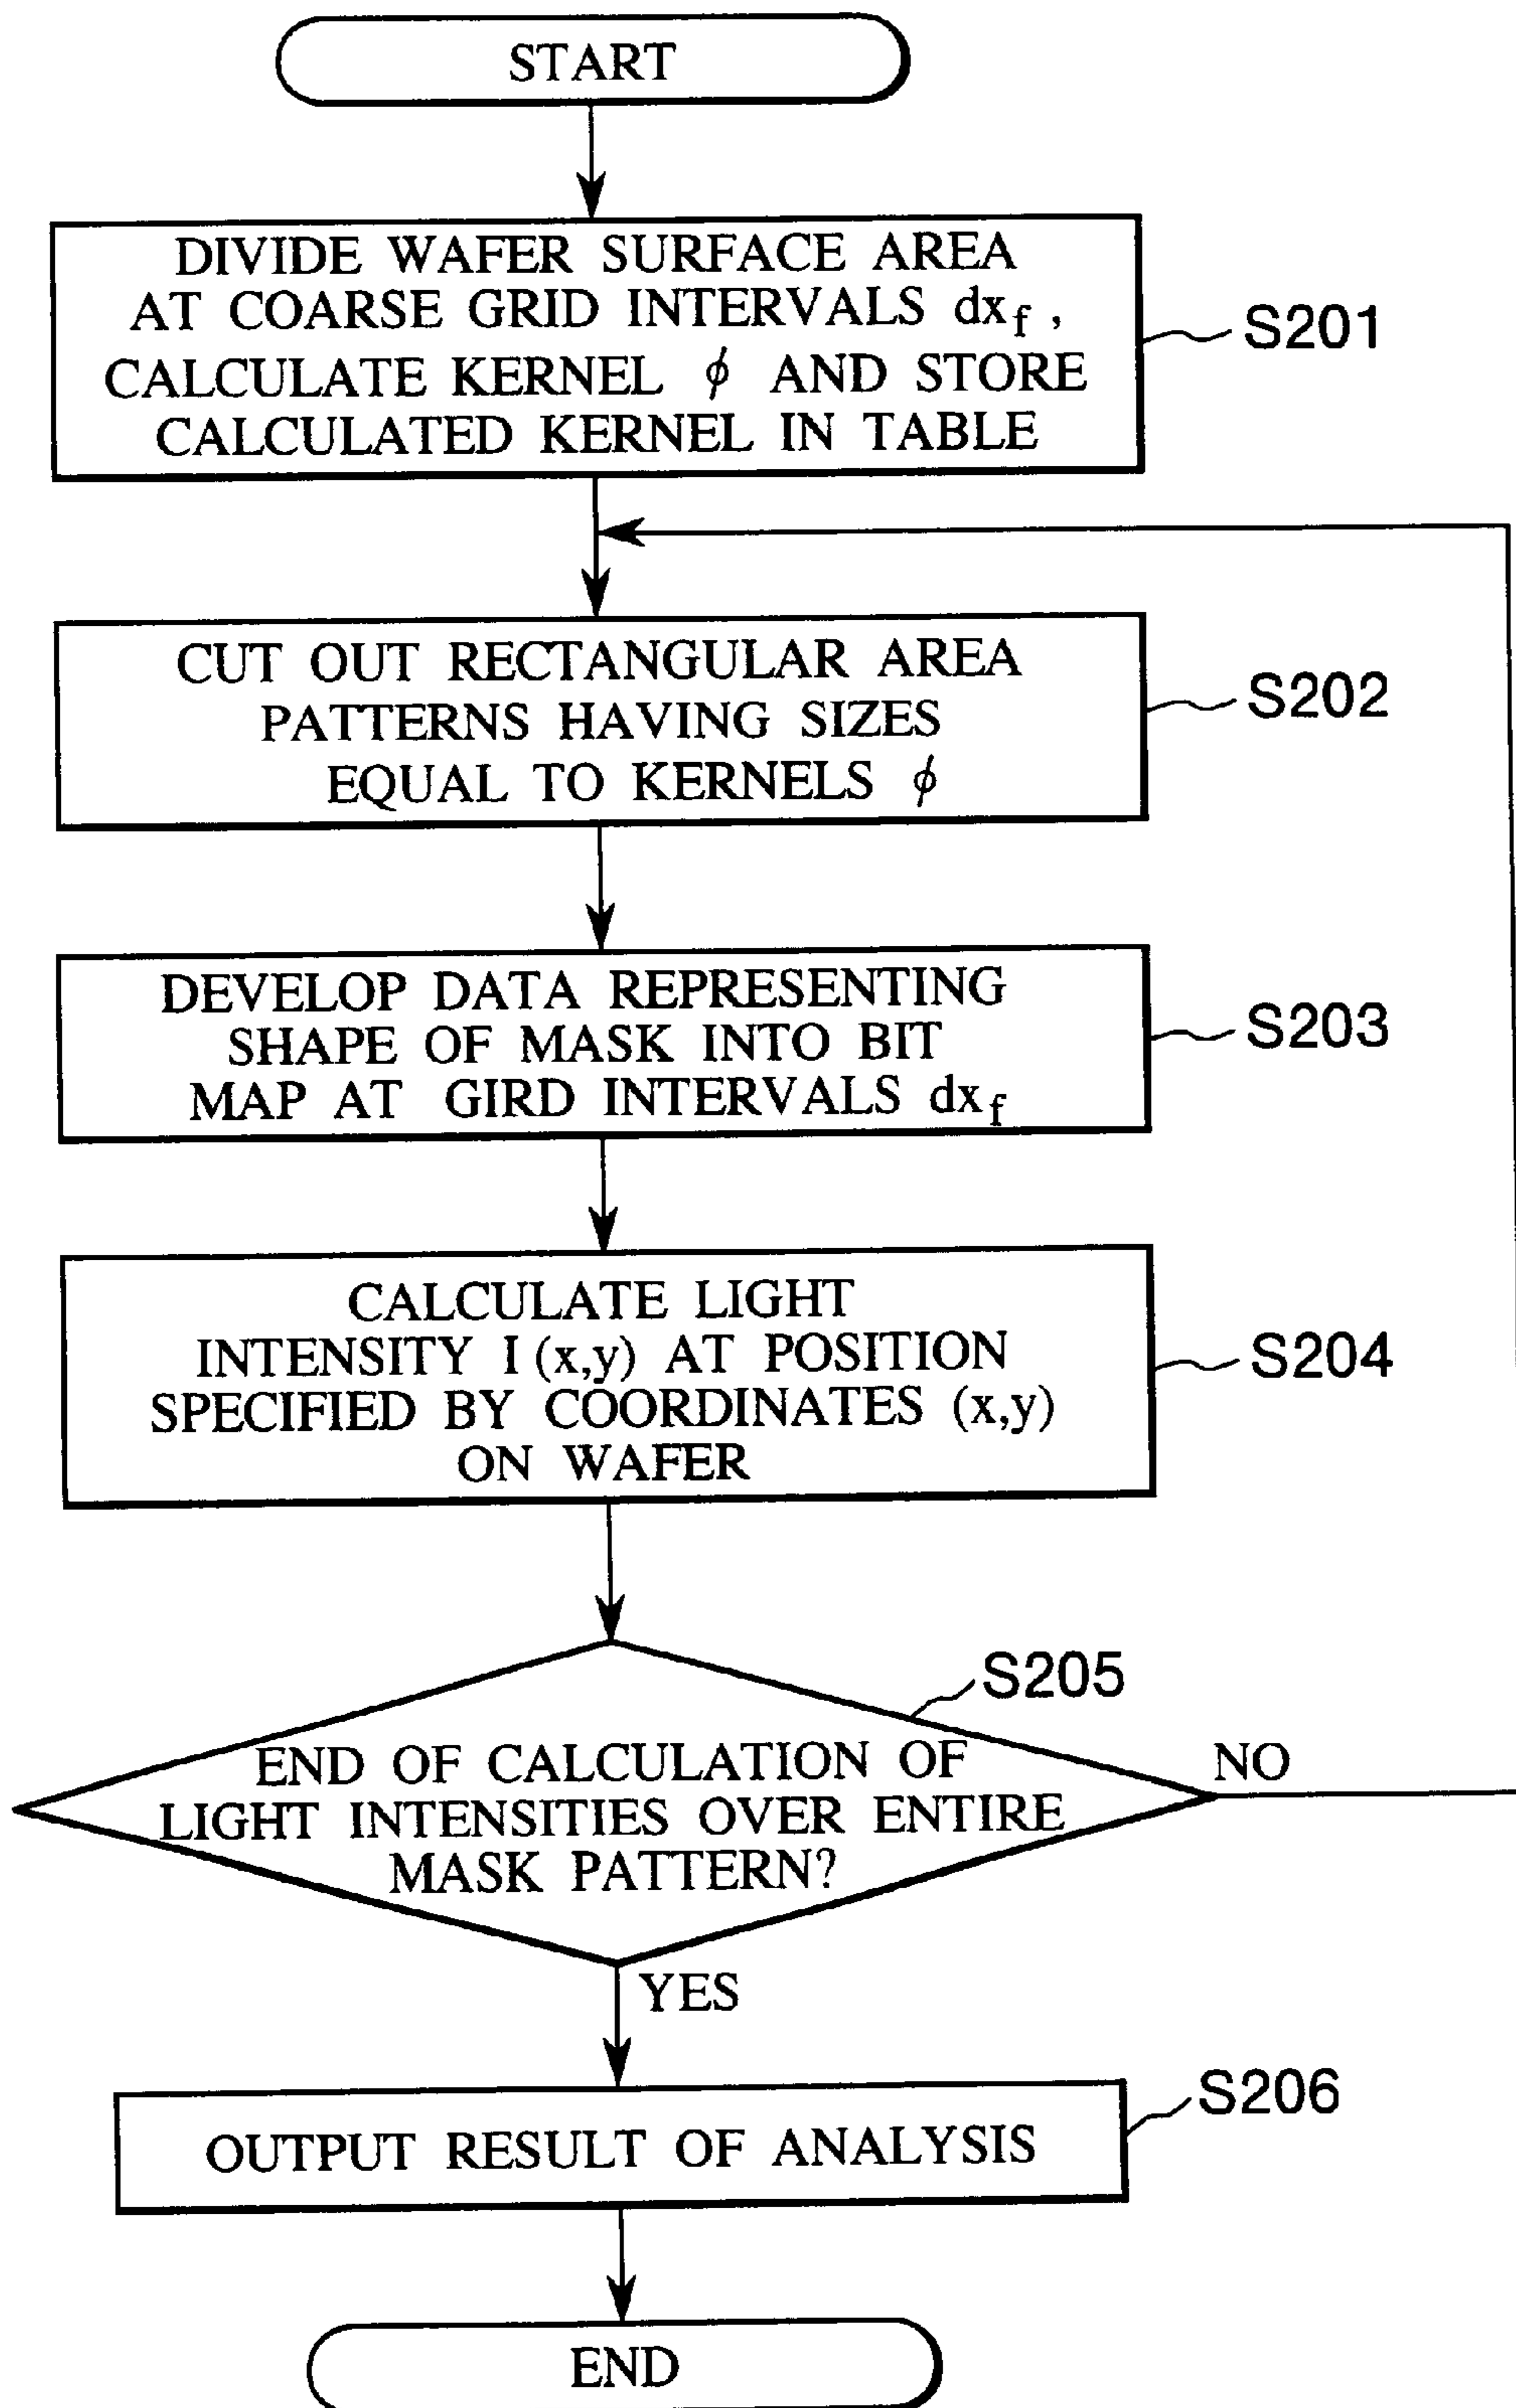 START
DIVIDE WAFER SURFACE AREA
AT COARSE GRID INTERVALS dxf ,
CALCULATE KERNEL ϕ AND STORE
CALCULATED KERNEL IN TABLE
S201
CUT OUT RECTANGULAR AREA
PATTERNS HAVING SIZES
EQUAL TO KERNELS ϕ
S202
DEVELOP DATA REPRESENTING
SHAPE OF MASK INTO BIT
MAP AT GIRD INTERVALS dxf
S203
CALCULATE LIGHT
INTENSITY I (x,y) AT POSITION
SPECIFIED BY COORDINATES (x,y)
ON WAFER
S204
S205
END OF CALCULATION OF
LIGHT INTENSITIES OVER ENTIRE
MASK PATTERN?
NO
YES
OUTPUT RESULT OF ANALYSIS
S206
END